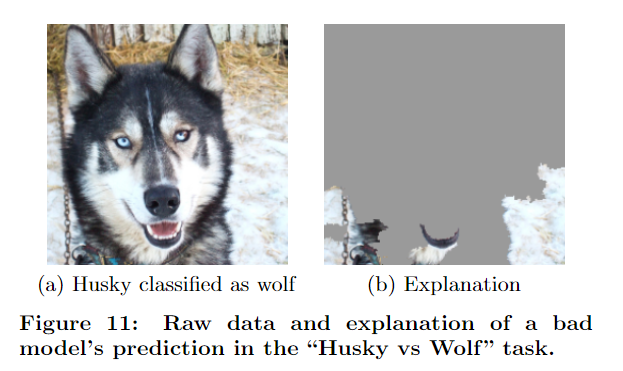 (a) Husky classified as wolf
(b) Explanation
Figure 11: Raw data and explanation of a bad
model's prediction in the “Husky vs Wolf” task.